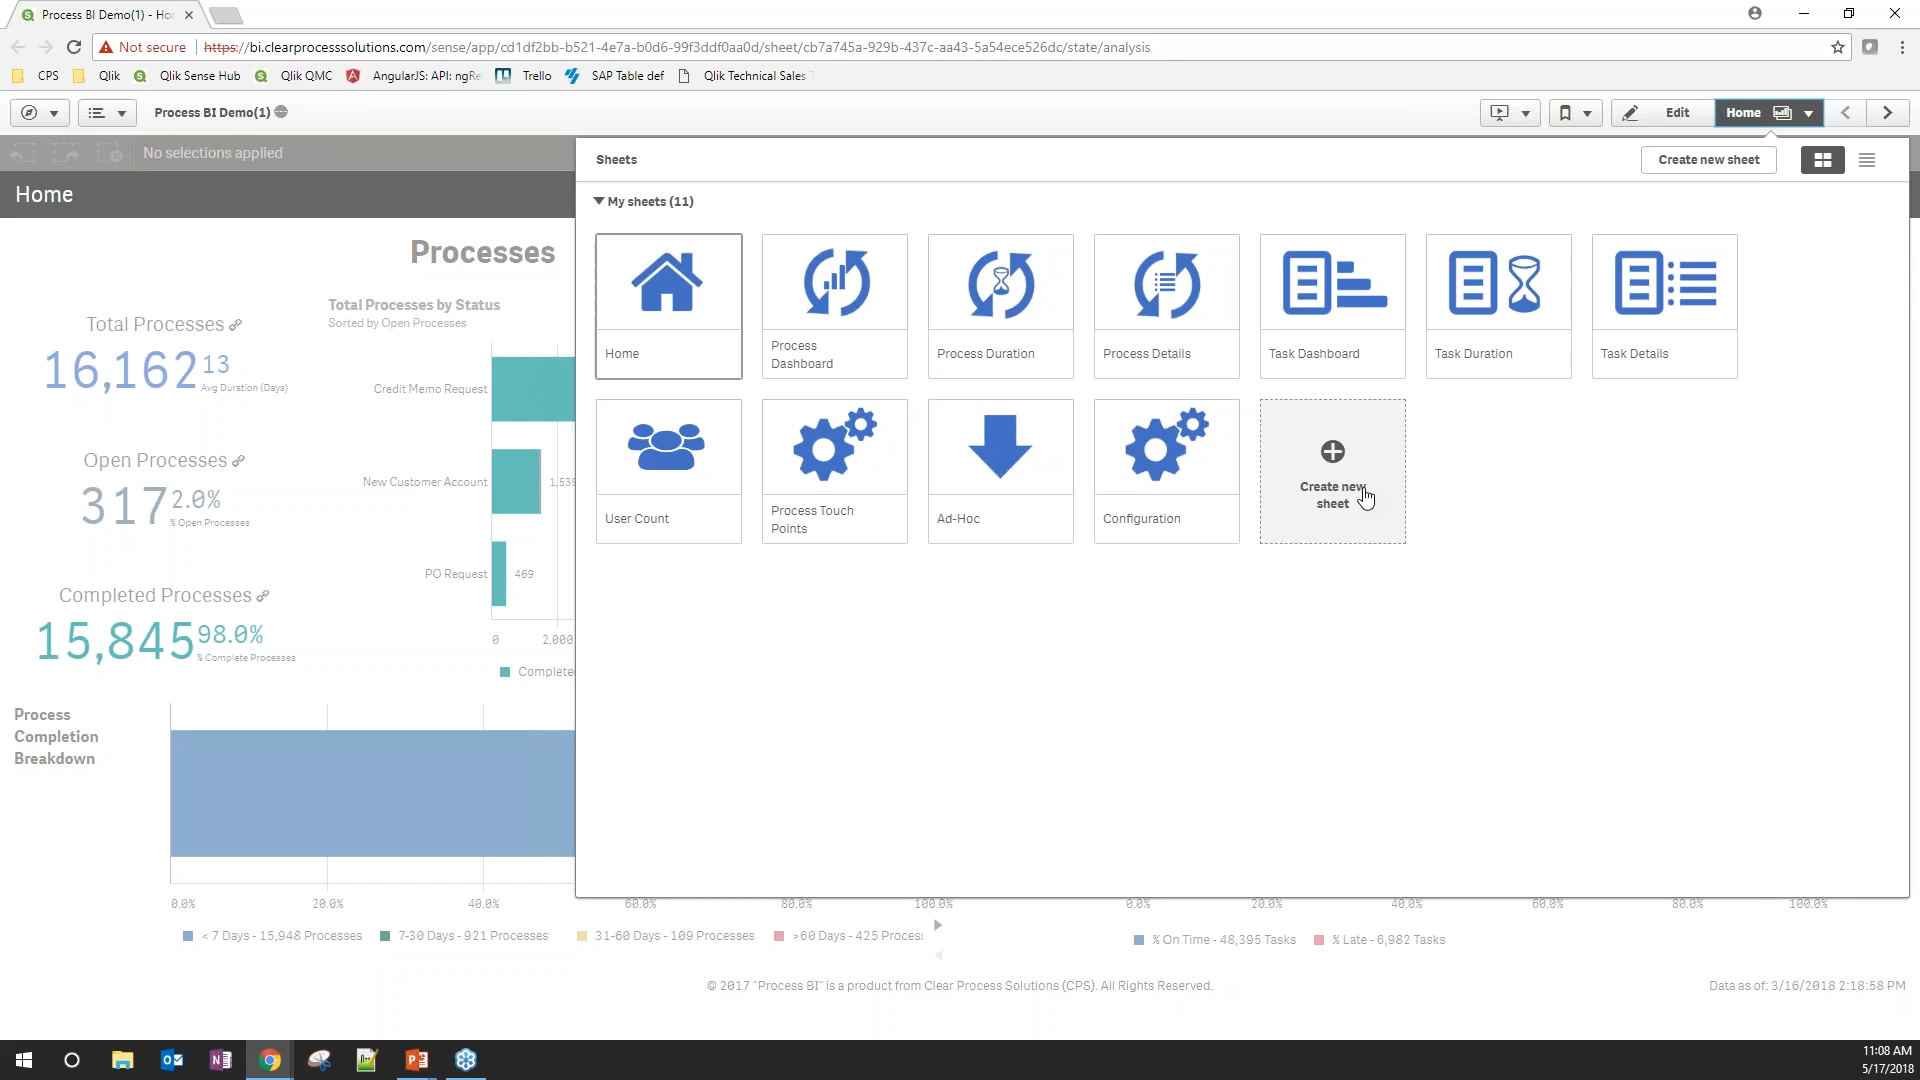 Process BI Demo(1) - Hom
Not secure
https://bi.clearprocesssolutions.com/sense/app/cd1df2bb-b521-4e7a-b0d6-99f3ddf0aa0d/sheet/cb7a745a-929b-437c-aa43-5a54ece526dc/state/analysis
CPS Qlik Qlik Sense Hub Qlik QMC AngularJS: API: ngRe Trello SAP Table def Qlik Technical Sales
Process BI Demo(1) Edit Home
No selections applied
Sheets Create new sheet
Home
My sheets (11)
Home
Process
Dashboard
Process Duration
Process Details
Task Dashboard
Task Duration
Task Details
User Count
Process Touch
Points
Ad-Hoc
Configuration
Create new
sheet
Processes
Total Processes
16,162 13
Avg Duration (Days)
Open Processes
317 2.0%
% Open Processes
Completed Processes
15,845 98.0%
% Complete Processes
Total Processes by Status
Sorted by Open Processes
Credit Memo Request
New Customer Account 1,539
PO Request 469
0 2,000
Complete
Process
Completion
Breakdown
0.0% 20.0% 40.0% 60.0% 80.0% 100.0% 0.0% 20.0% 40.0% 60.0% 80.0% 100.0%
< 7 Days - 15,948 Processes 7-30 Days - 921 Processes 31-60 Days - 109 Processes >60 Days - 425 Process
% On Time - 48,395 Tasks % Late - 6,982 Tasks
© 2017 "Process BI" is a product from Clear Process Solutions (CPS). All Rights Reserved.
Data as of: 3/16/2018 2:18:58 PM
11:08 AM
5/17/2018